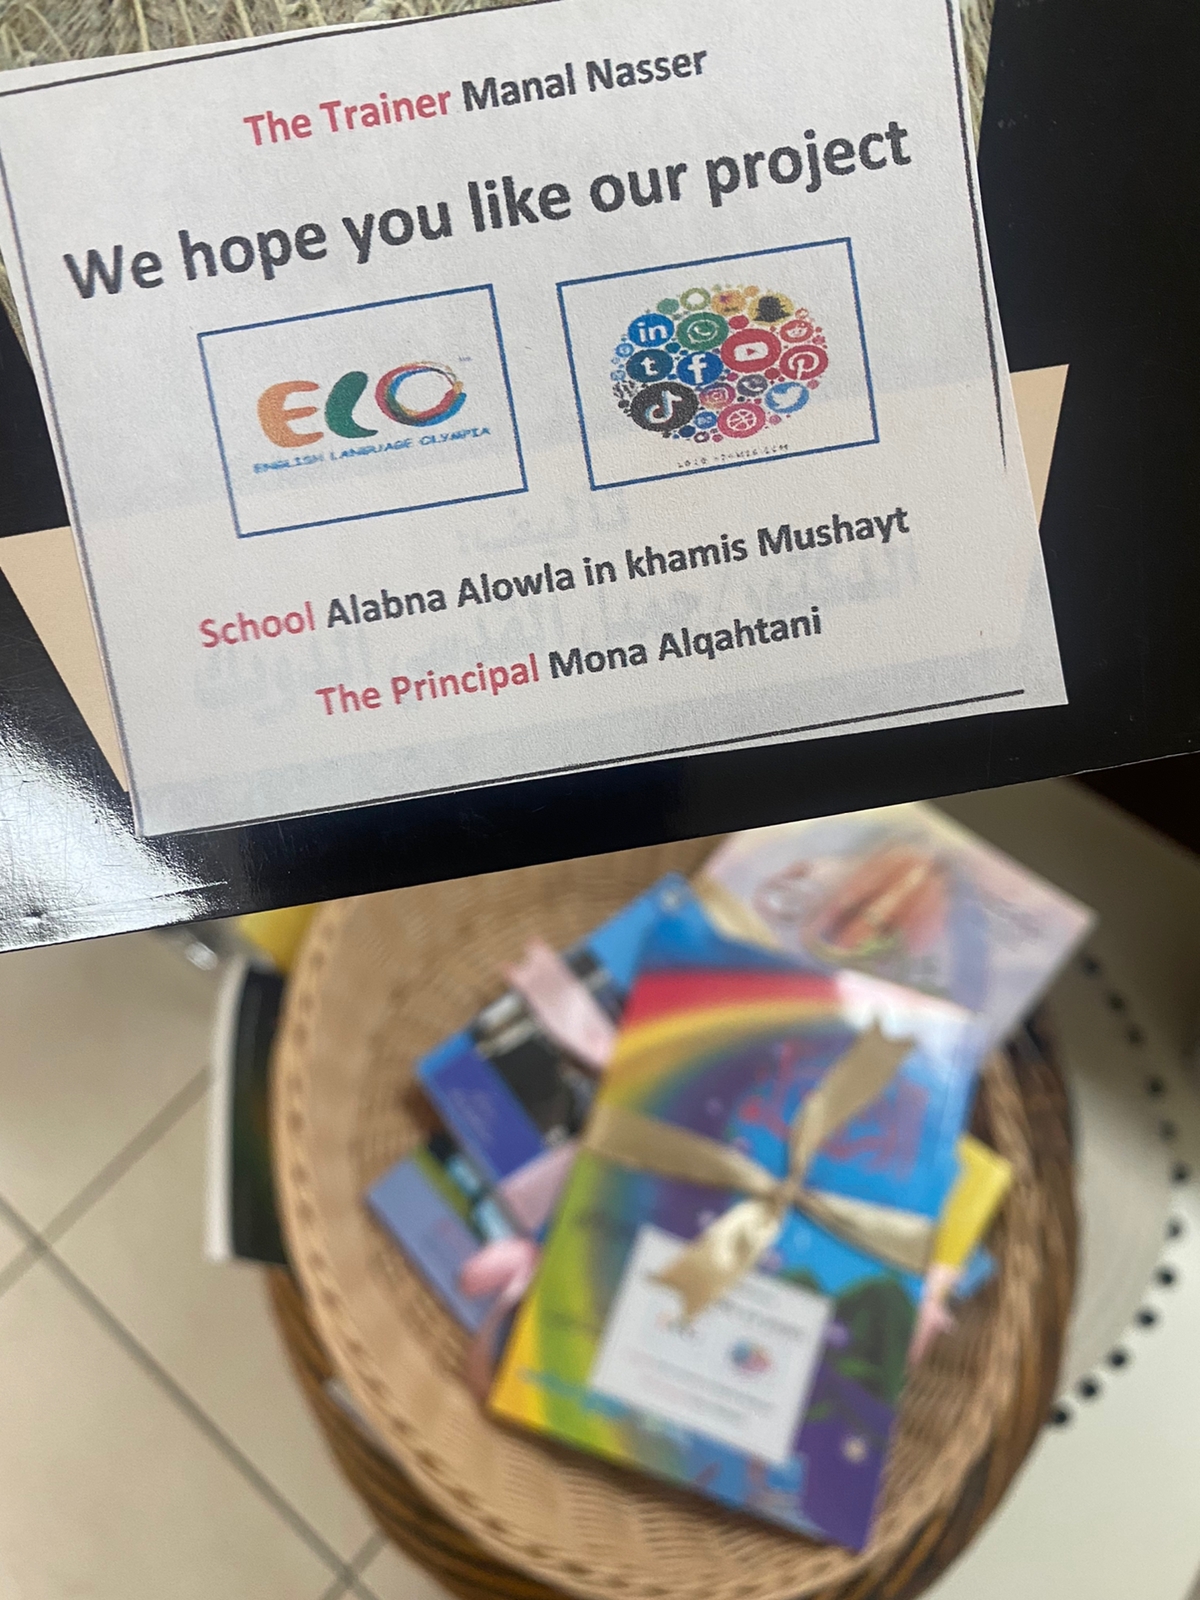 The Trainer Manal Nasser
We hope you like our project
ELO
ENGLISH LANGUAGE OLYMPIA
in
t
f
School Alabna Alowla in khamis Mushayt
The Principal Mona Alqahtani